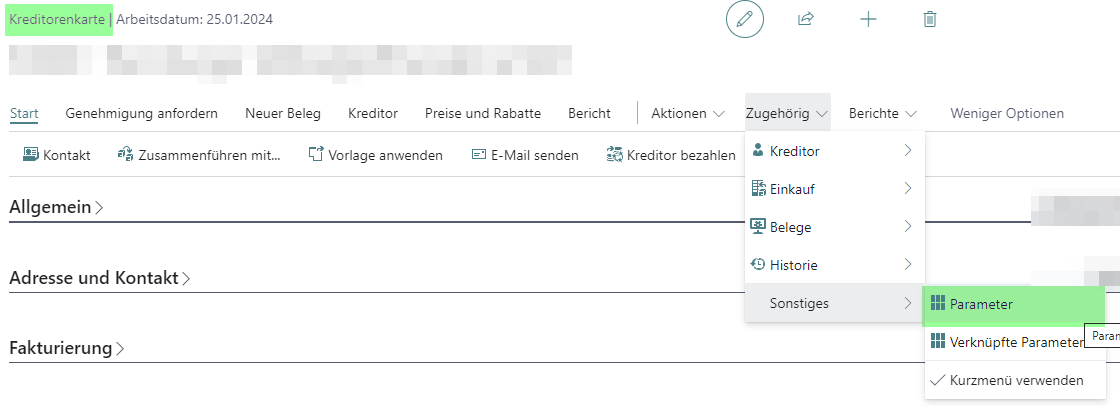 Kreditorenkarte | Arbeitsdatum: 25.01.2024
Start Genehmigung anfordern Neuer Beleg Kreditor Preise und Rabatte Bericht Aktionen Zugehörig Berichte Weniger Optionen
Kontakt Zusammenführen mit... Vorlage anwenden E-Mail senden Kreditor bezahlen
Kreditor
Einkauf
Belege
Historie
Sonstiges
Parameter
Verknüpfte Parameter
Kurzmenü verwenden
Param
Allgemein
Adresse und Kontakt
Fakturierung